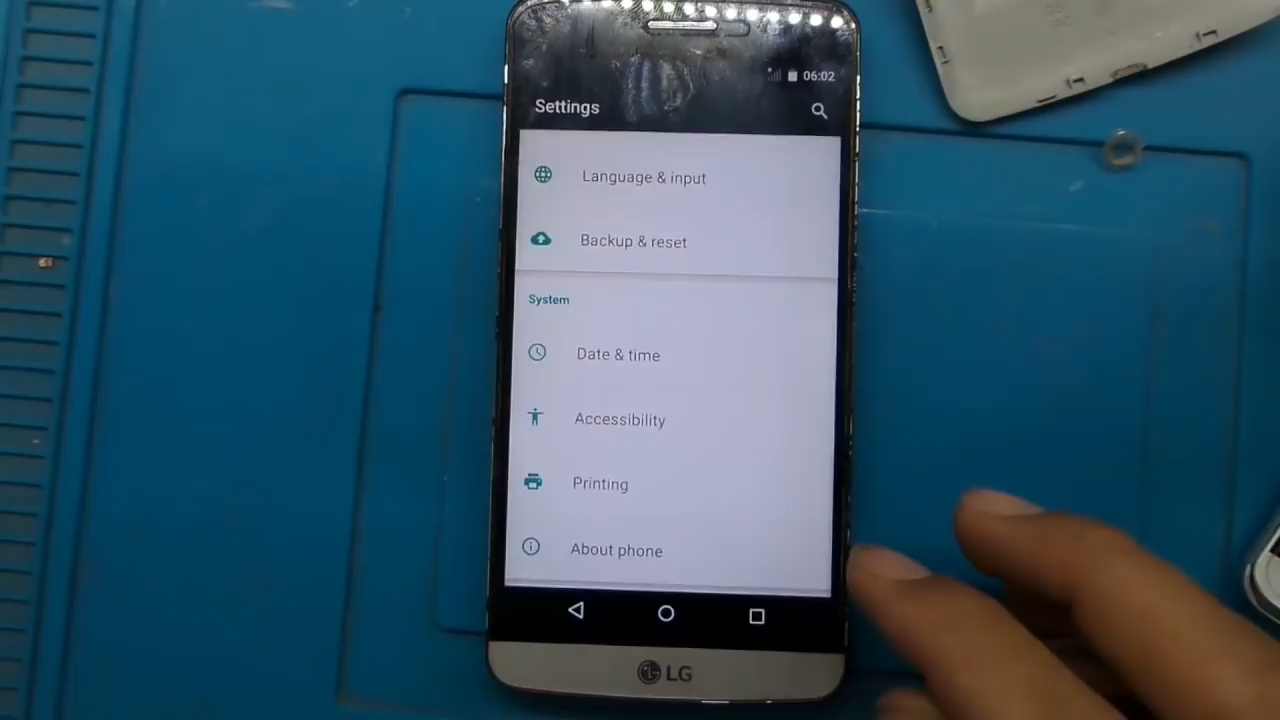 06:02
Settings
Language & input
Backup & reset
System
Date & time
Accessibility
Printing
About phone
LG